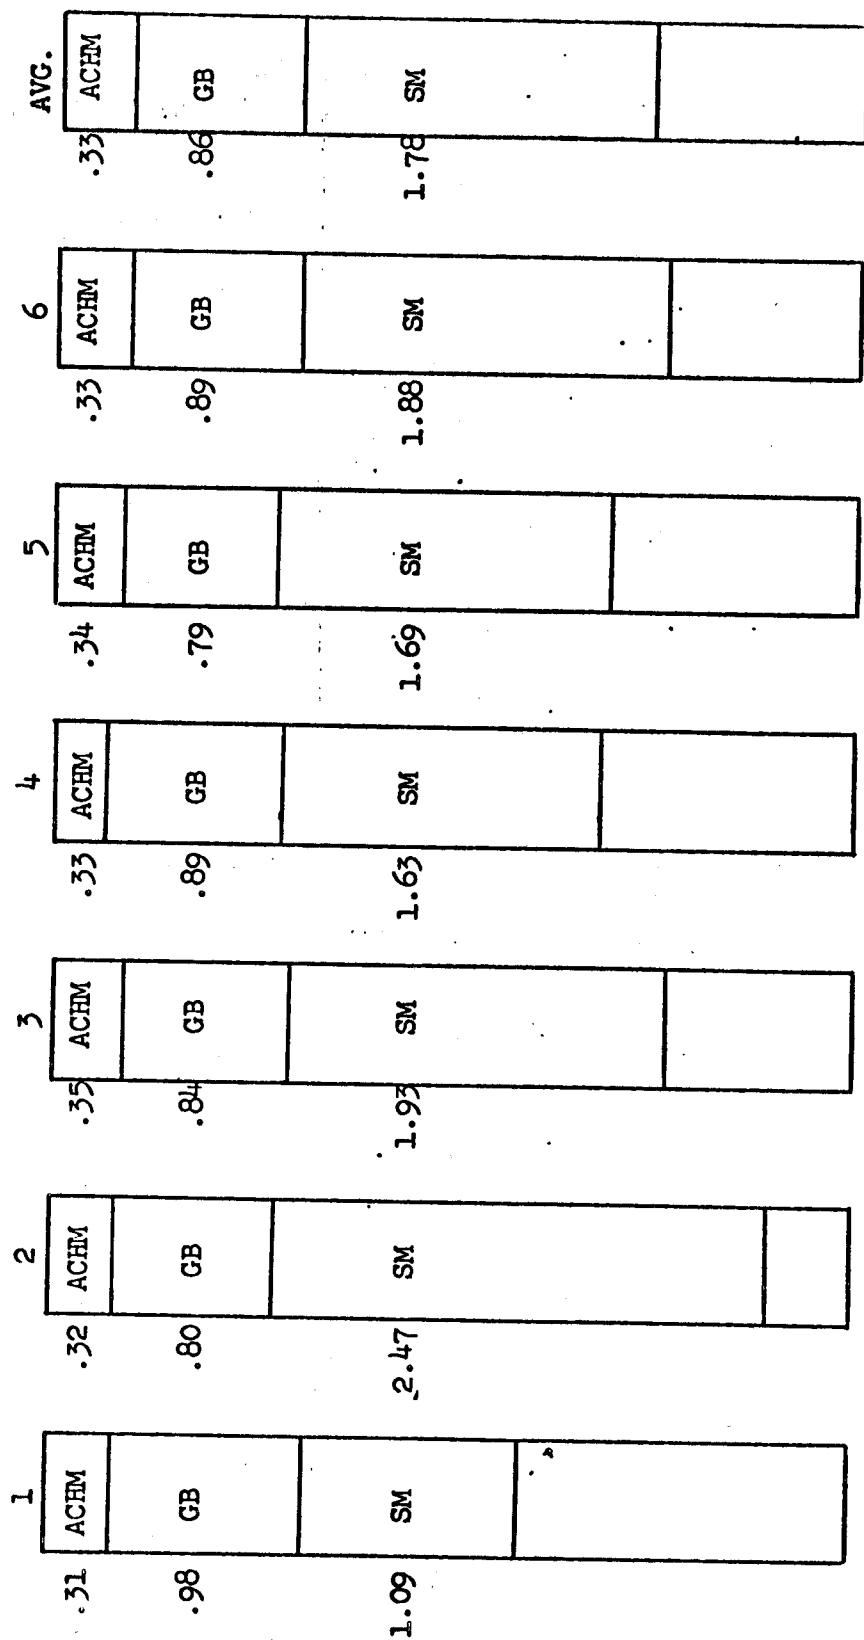 1 2 3 4 5 6 AVG.
.31 ACHM .32 ACHM .35 ACHM .33 ACHM .34 ACHM .33 ACHM .33 ACHM
.98 GB .80 GB .84 GB .89 GB .79 GB .89 GB .86 GB
1.09 SM 2.47 SM 1.93 SM 1.63 SM 1.69 SM 1.88 SM 1.78 SM